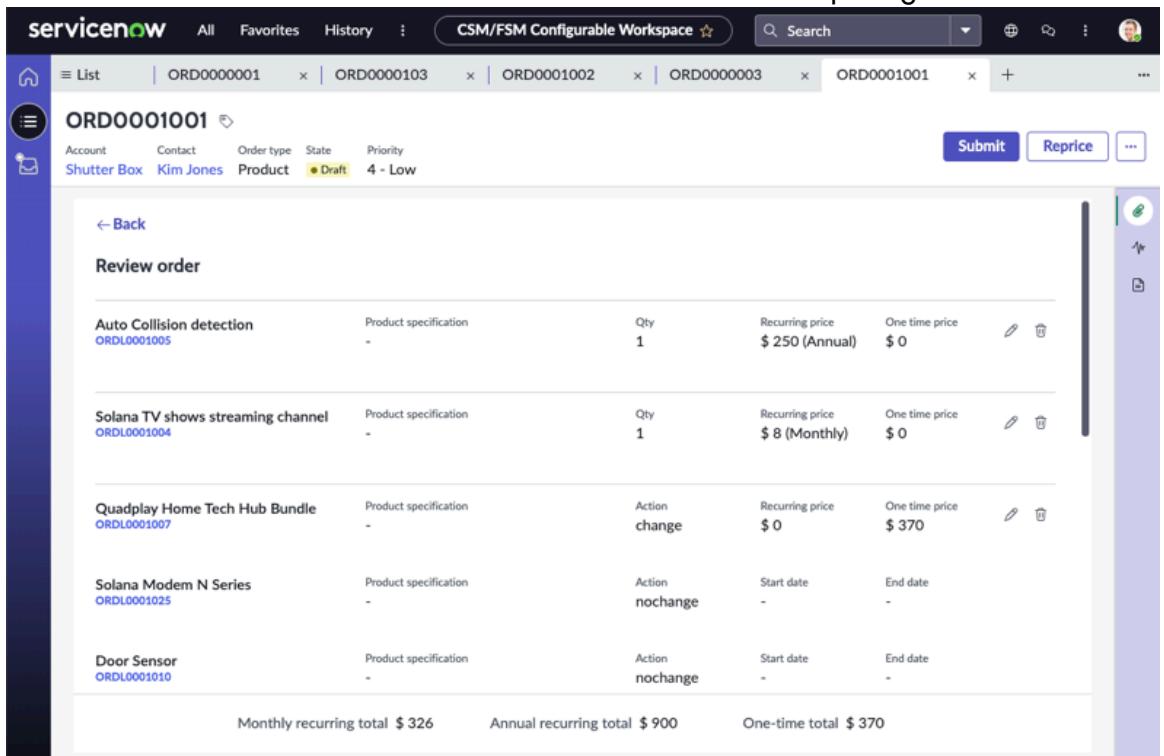 servicenow All Favorites History CSM/FSM Configurable Workspace Search
List ORD0000001 ORD0000103 ORD0001002 ORD0000003 ORD0001001
ORD0001001
Account Contact Order type State Priority
Shutter Box Kim Jones Product Draft 4 - Low
Submit Reprice
Back
Review order
Auto Collision detection Product specification Qty Recurring price One time price
ORDL0001005 - 1 $ 250 (Annual) $ 0
Solana TV shows streaming channel Product specification Qty Recurring price One time price
ORDL0001004 - 1 $ 8 (Monthly) $ 0
Quadplay Home Tech Hub Bundle Product specification Action Recurring price One time price
ORDL0001007 - change $ 0 $ 370
Solana Modem N Series Product specification Action Start date End date
ORDL0001025 - nochange - -
Door Sensor Product specification Action Start date End date
ORDL0001010 - nochange - -
Monthly recurring total $ 326 Annual recurring total $ 900 One-time total $ 370